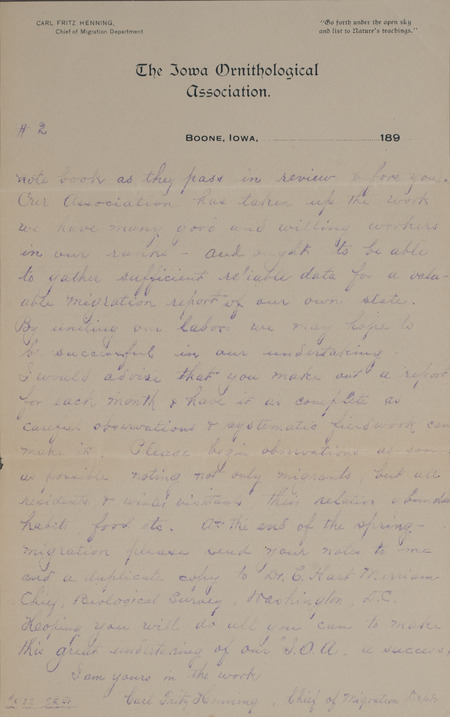 CARL FRITZ HENNING,
Chief of Migration Department
"Go forth under the open sky
and list to Nature's teachings."
The Iowa Ornithological
Association.
# 2
BOONE, IOWA, 189
note book as they pass in review before you.
Our Association has taken up the work
we have many good and willing workers
in our ranks - and ought to be able
to gather sufficient reliable data for a valu-
able migration report of our own state.
By uniting our labors we may hope to
be successful in our undertaking.
I would advise that you make out a report
for each month & have it as complete as
careful observations & systematic fieldwork can
make it. Please begin observations as soon
as possible noting not only migrants, but all
residents & winter visitants their relative abundance
habit, food etc. At the end of the spring-
migration please send your notes to me
and a duplicate copy to Dr. C. Hart Merriam
Chief, Biological Survey, Washington, D.C.
Hoping you will do all you can to make
this great undertaking of our "I.O.A. a success
I am yours in the work
Carl Fritz Henning, Chief of Migration Dept.